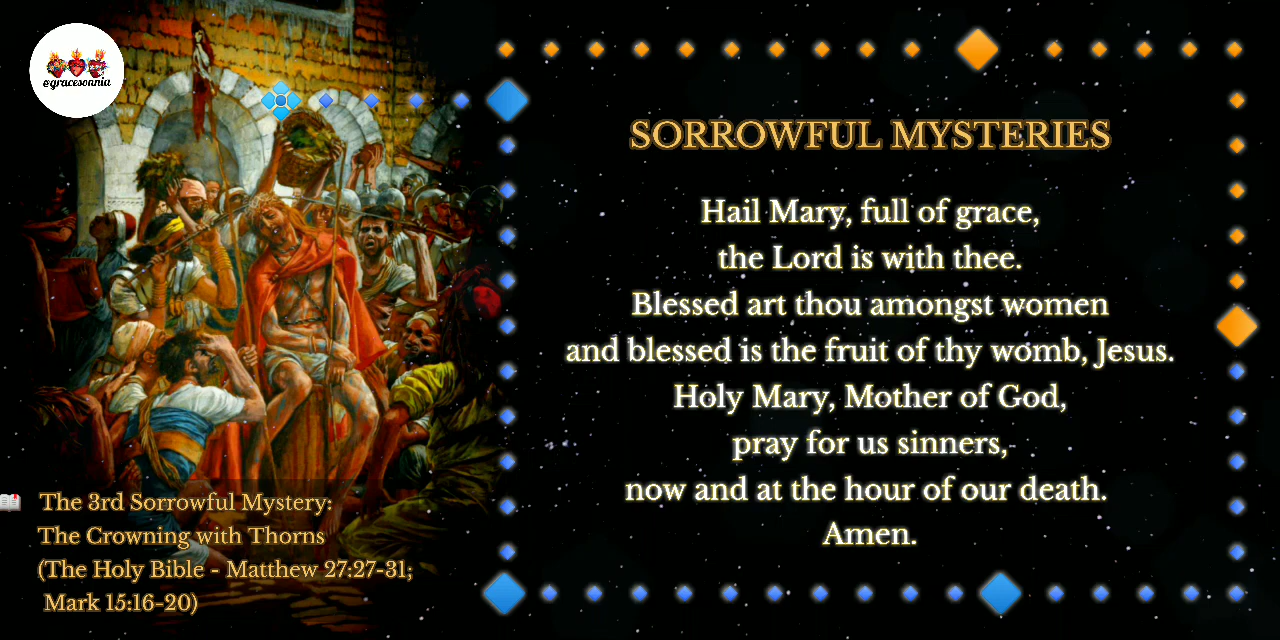 @gracesonnia
SORROWFUL MYSTERIES
Hail Mary, full of grace,
the Lord is with thee.
Blessed art thou amongst women
and blessed is the fruit of thy womb, Jesus.
Holy Mary, Mother of God,
pray for us sinners,
now and at the hour of our death.
Amen.
The 3rd Sorrowful Mystery:
The Crowning with Thorns
(The Holy Bible - Matthew 27:27-31;
Mark 15:16-20)